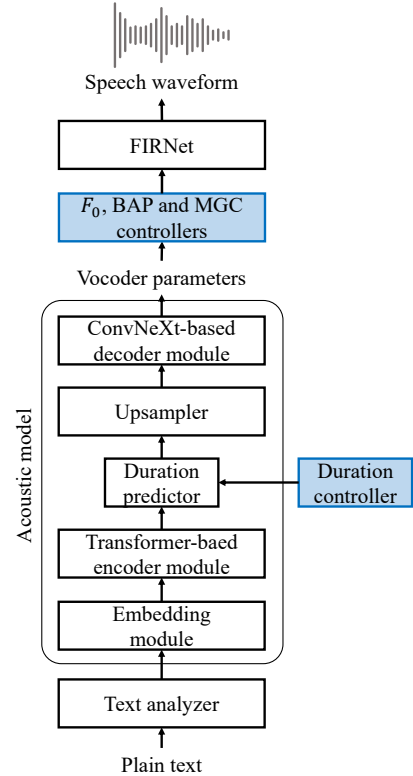 Speech waveform
FIRNet
F₀, BAP and MGC
controllers
Vocoder parameters
ConvNeXt-based
decoder module
Upsampler
Acoustic model
Duration
predictor
Duration
controller
Transformer-baed
encoder module
Embedding
module
Text analyzer
Plain text